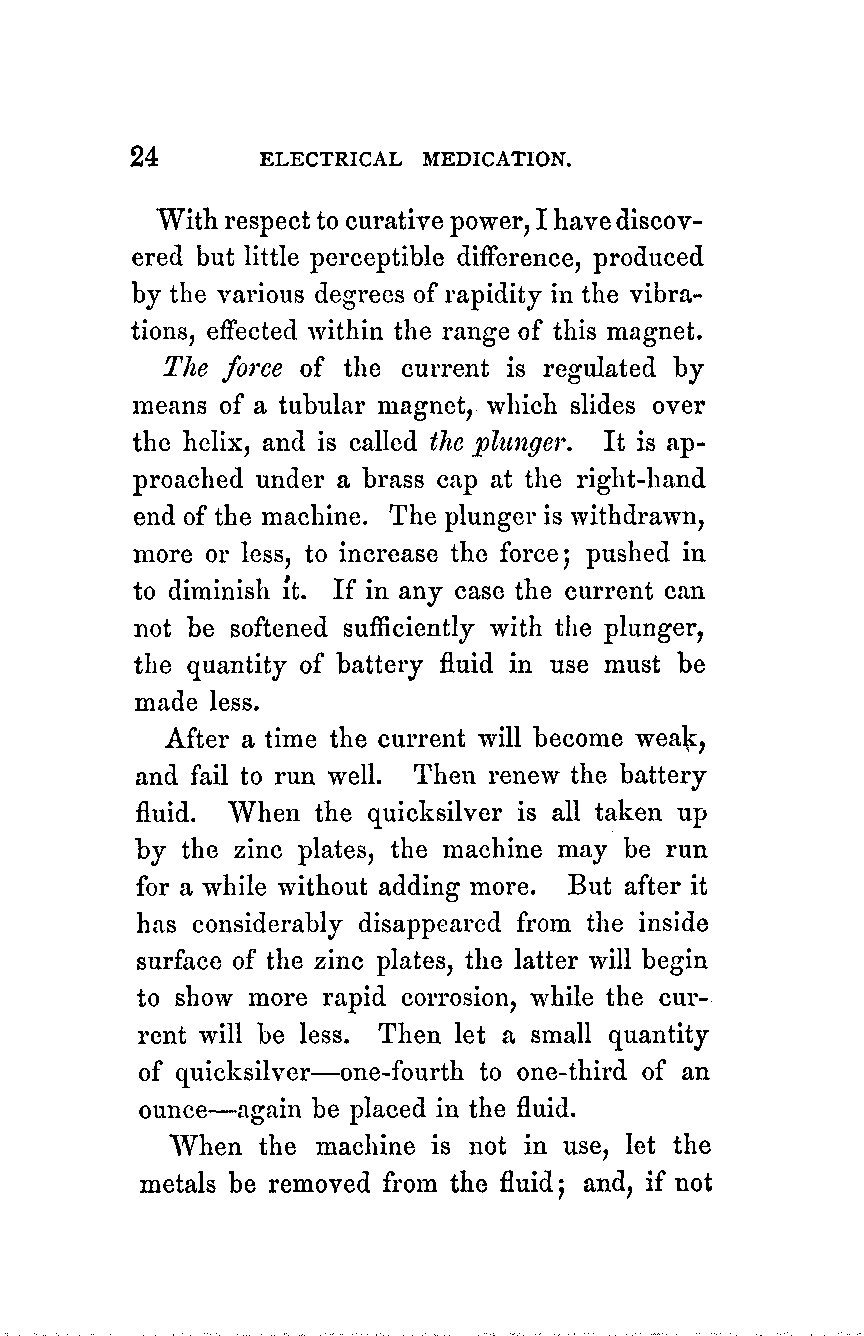 24 ELECTRICAL MEDICATION.
With respect to curative power, I have discov-
ered but little perceptible difference, produced
by the various degrees of rapidity in the vibra-
tions, effected within the range of this magnet.
The force of the current is regulated by
means of a tubular magnet, which slides over
the helix, and is called the plunger. It is ap-
proached under a brass cap at the right-hand
end of the machine. The plunger is withdrawn,
more or less, to increase the force; pushed in
to diminish it. If in any case the current can
not be softened sufficiently with the plunger,
the quantity of battery fluid in use must be
made less.
After a time the current will become weak,
and fail to run well. Then renew the battery
fluid. When the quicksilver is all taken up
by the zinc plates, the machine may be run
for a while without adding more. But after it
has considerably disappeared from the inside
surface of the zinc plates, the latter will begin
to show more rapid corrosion, while the cur-
rent will be less. Then let a small quantity
of quicksilver—one-fourth to one-third of an
ounce—again be placed in the fluid.
When the machine is not in use, let the
metals be removed from the fluid; and, if not